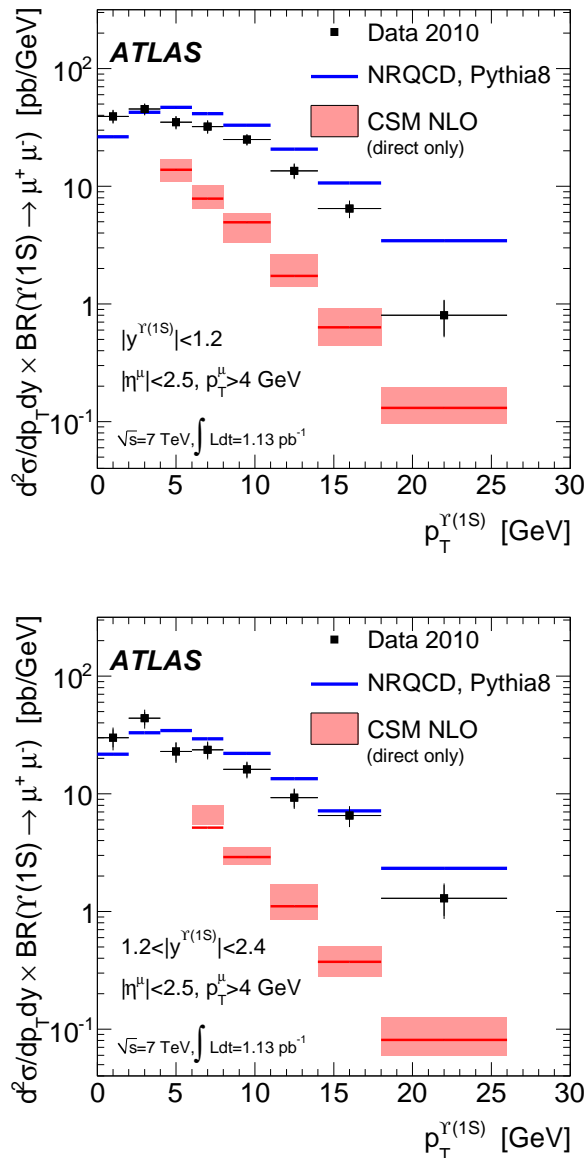 ATLAS
Data 2010
NRQCD, Pythia8
CSM NLO
(direct only)
d²σ/dp_T dy × BR(ϒ(1S) → μ⁺ μ⁻) [pb/GeV]
10²
10
1
10⁻¹
|y^ϒ(1S)|<1.2
|η^μ|<2.5, p_T^μ>4 GeV
√s=7 TeV, ∫ Ldt=1.13 pb⁻¹
0 5 10 15 20 25 30
p_T^ϒ(1S) [GeV]
ATLAS
Data 2010
NRQCD, Pythia8
CSM NLO
(direct only)
d²σ/dp_T dy × BR(ϒ(1S) → μ⁺ μ⁻) [pb/GeV]
10²
10
1
10⁻¹
1.2<|y^ϒ(1S)|<2.4
|η^μ|<2.5, p_T^μ>4 GeV
√s=7 TeV, ∫ Ldt=1.13 pb⁻¹
0 5 10 15 20 25 30
p_T^ϒ(1S) [GeV]